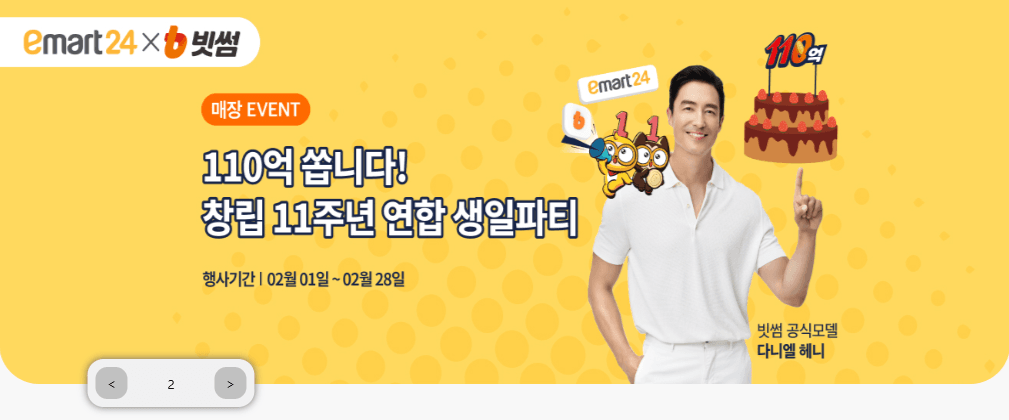 emart24 × b 빗썸
110억
emart24
b
매장 EVENT
11
110억 쏩니다!
창립 11주년 연합 생일파티
행사기간 | 02월 01일 ~ 02월 28일
빗썸 공식모델
다니엘 헤니
< 2 >